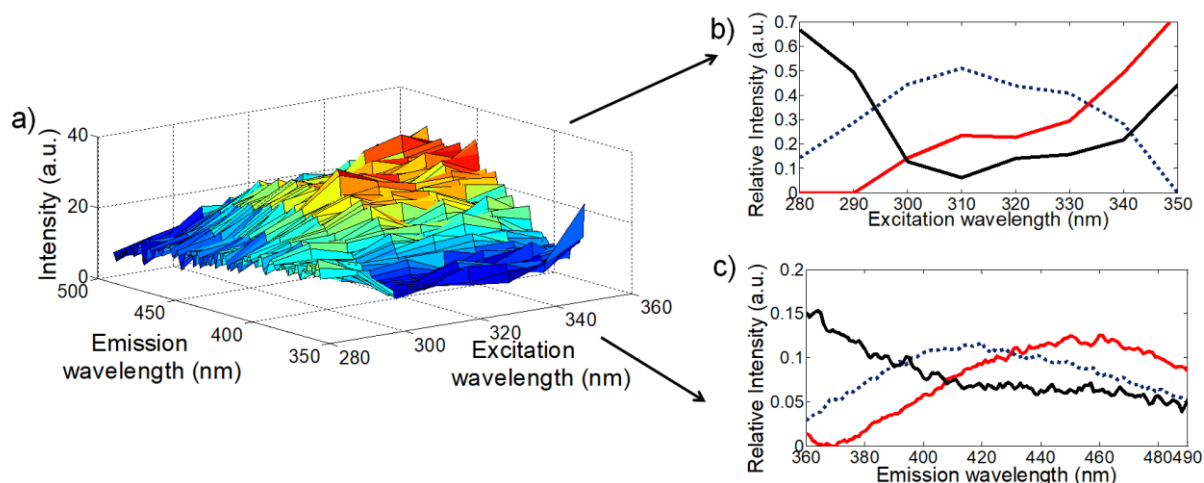 a)
Intensity (a.u.)
40
20
0
500
450
400
350
Emission
wavelength (nm)
280
300
320
340
360
Excitation
wavelength (nm)
b)
Relative Intensity (a.u.)
0.7
0.6
0.5
0.4
0.3
0.2
0.1
0
280 290 300 310 320 330 340 350
Excitation wavelength (nm)
c)
Relative Intensity (a.u.)
0.2
0.15
0.1
0.05
0
360 380 400 420 440 460 480 490
Emission wavelength (nm)